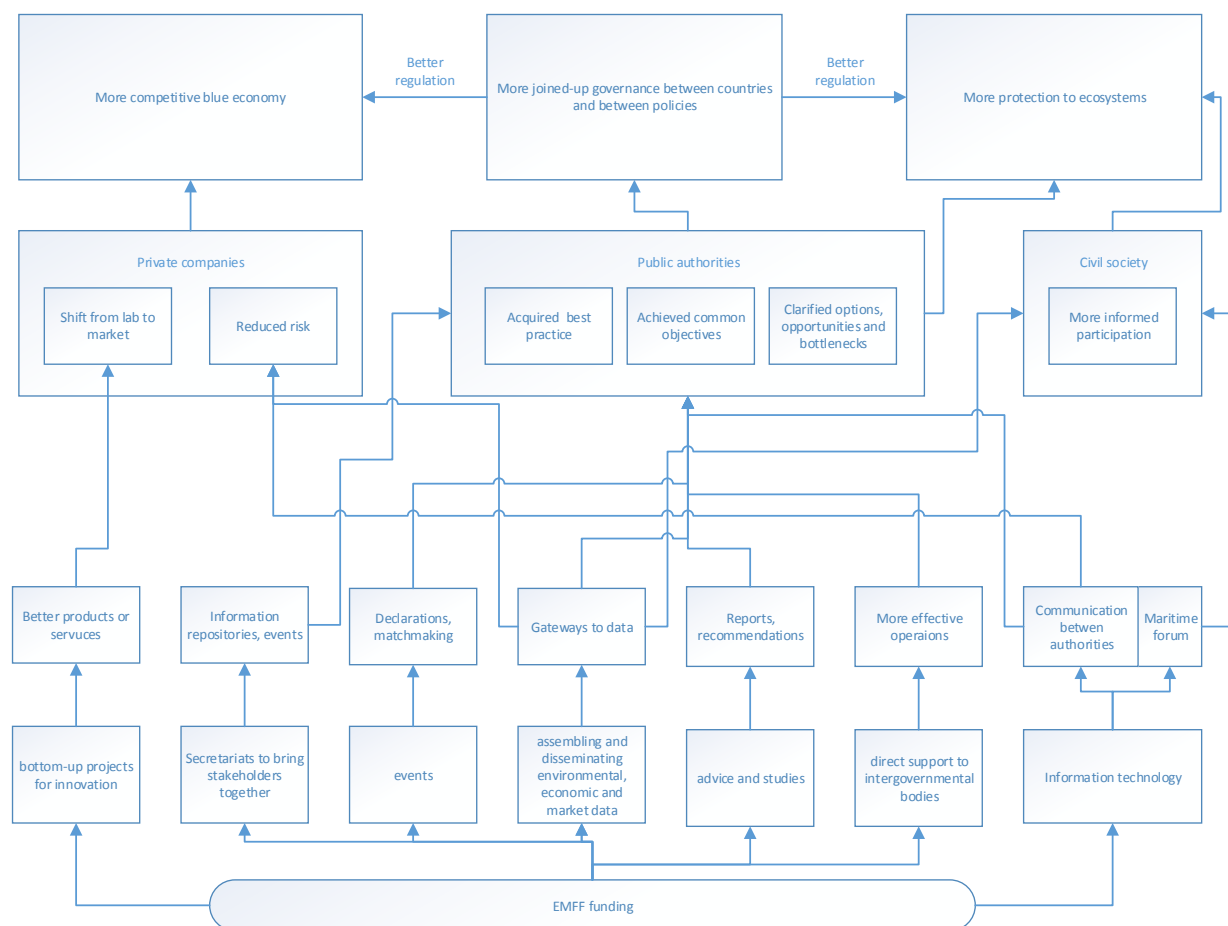 Better
regulation
Better
regulation
More competitive blue economy
More joined-up governance between countries
and between policies
More protection to ecosystems
Private companies
Public authorities
Civil society
Shift from lab to
market
Reduced risk
Acquired best
practice
Achieved common
objectives
Clarified options,
opportunities and
bottlenecks
More informed
participation
Better products or
servuces
Information
repositories, events
Declarations,
matchmaking
Gateways to data
Reports,
recommendations
More effective
operaions
Communication
betwen
authorities
Maritime
forum
bottom-up projects
for innovation
Secretariats to bring
stakeholders
together
events
assembling and
disseminating
environmental,
economic and
market data
advice and studies
direct support to
intergovernmental
bodies
Information technology
EMFF funding